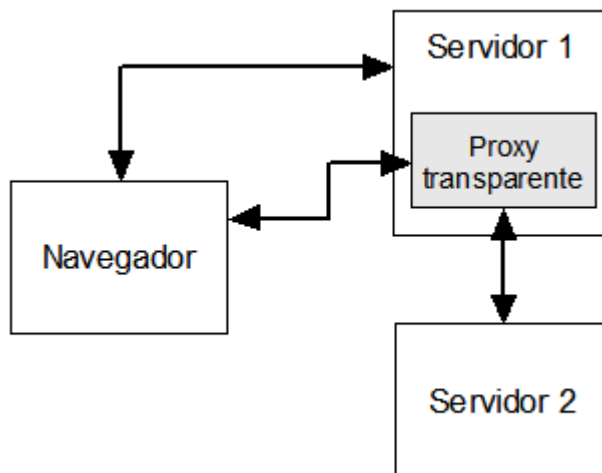 Servidor 1
Proxy
transparente
Navegador
Servidor 2